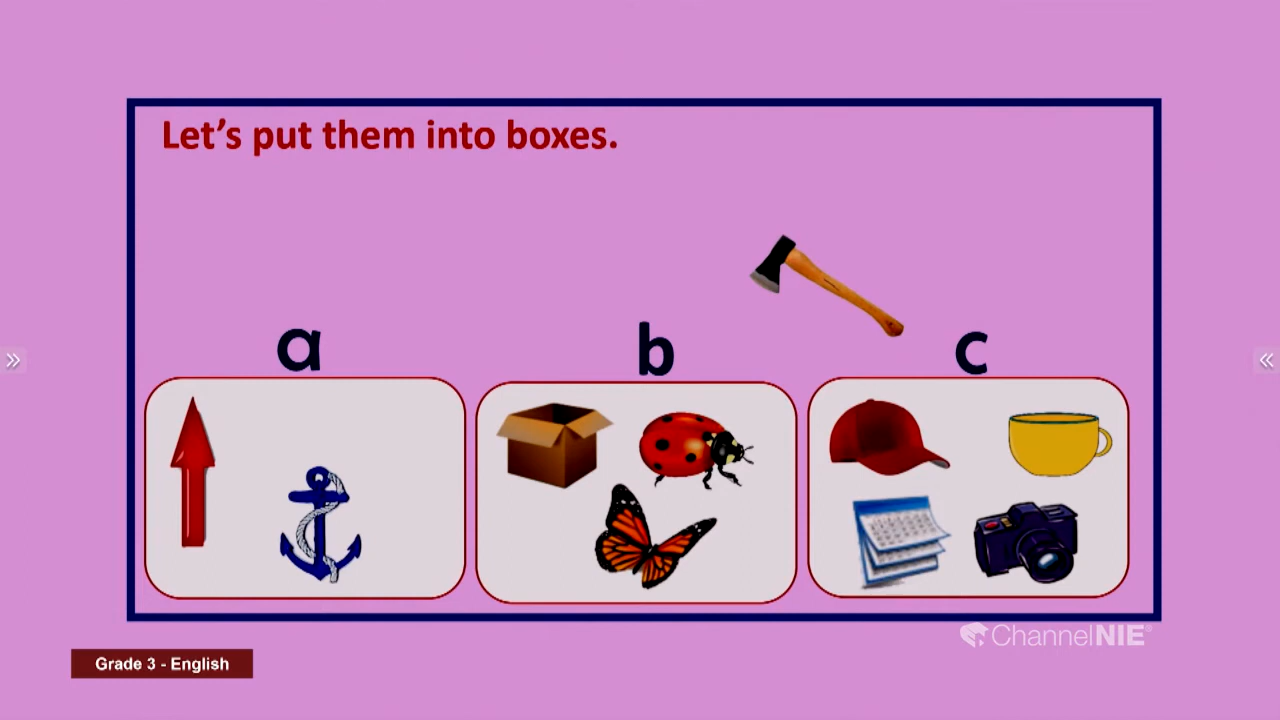 Let's put them into boxes.
a
b
c
ChannelNIE®
Grade 3 - English